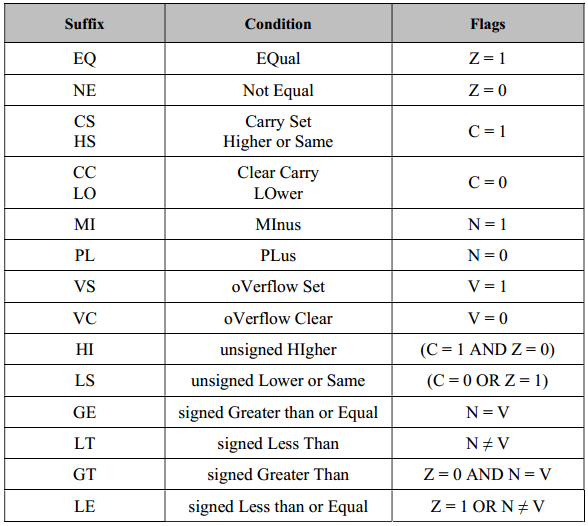 Suffix Condition Flags
EQ EQual Z = 1
NE Not Equal Z = 0
CS Carry Set
HS Higher or Same C = 1
CC Clear Carry
LO LOwer C = 0
MI MInus N = 1
PL PLus N = 0
VS oVerflow Set V = 1
VC oVerflow Clear V = 0
HI unsigned HIgher (C = 1 AND Z = 0)
LS unsigned Lower or Same (C = 0 OR Z = 1)
GE signed Greater than or Equal N = V
LT signed Less Than N ≠ V
GT signed Greater Than Z = 0 AND N = V
LE signed Less than or Equal Z = 1 OR N ≠ V